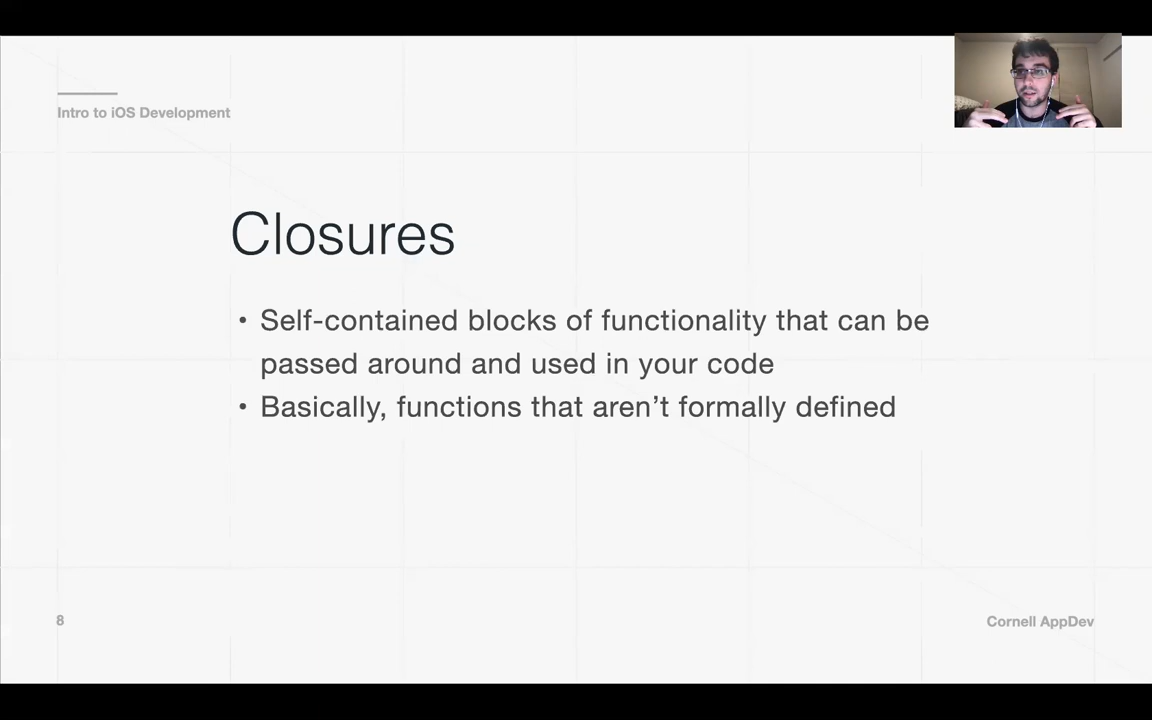 Intro to iOS Development
Closures
• Self-contained blocks of functionality that can be
passed around and used in your code
• Basically, functions that aren’t formally defined
8
Cornell AppDev